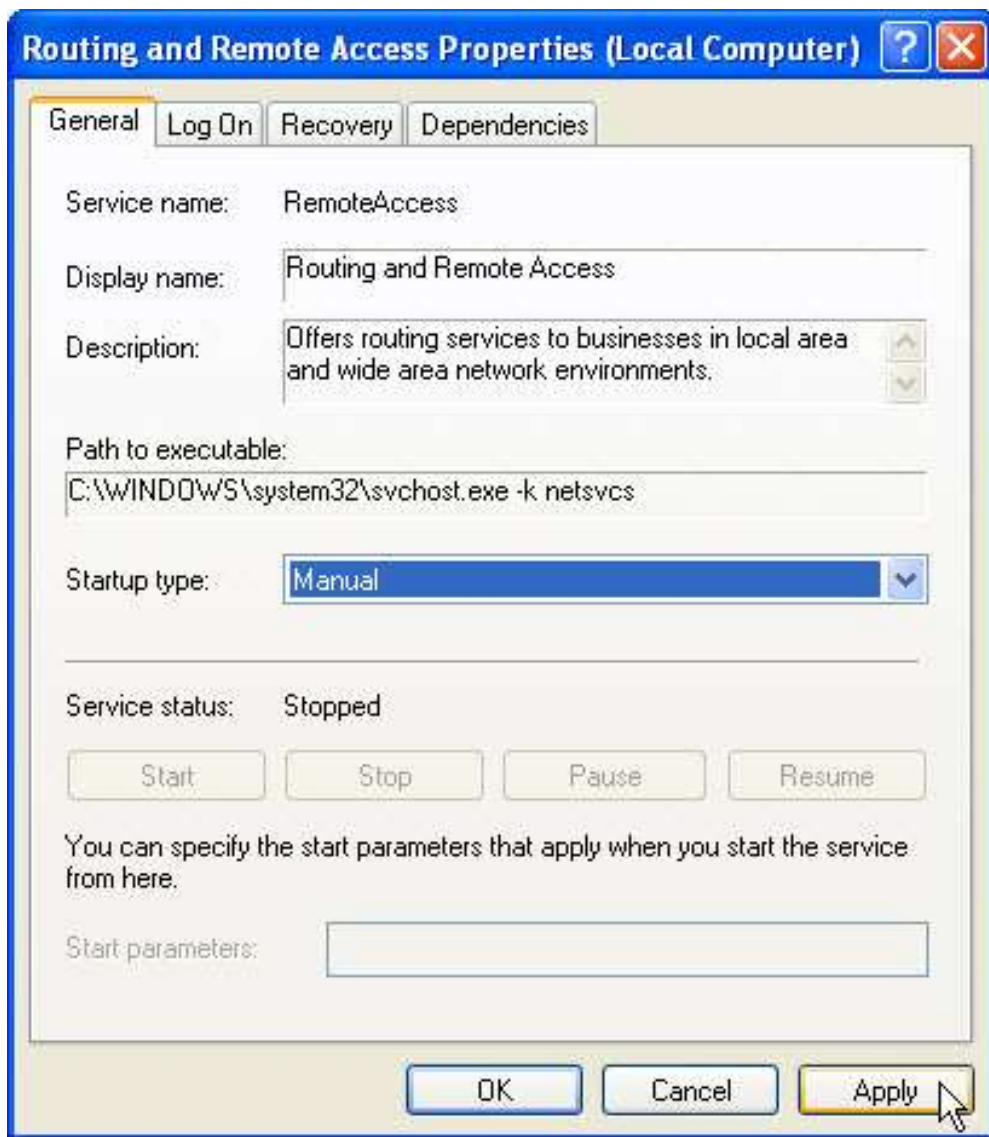 Routing and Remote Access Properties (Local Computer) ?
General Log On Recovery Dependencies
Service name: RemoteAccess
Display name: Routing and Remote Access
Description: Offers routing services to businesses in local area
and wide area network environments.
Path to executable:
C:\WINDOWS\system32\svchost.exe -k netsvcs
Startup type: Manual
Service status: Stopped
Start Stop Pause Resume
You can specify the start parameters that apply when you start the service
from here.
Start parameters:
OK Cancel Apply